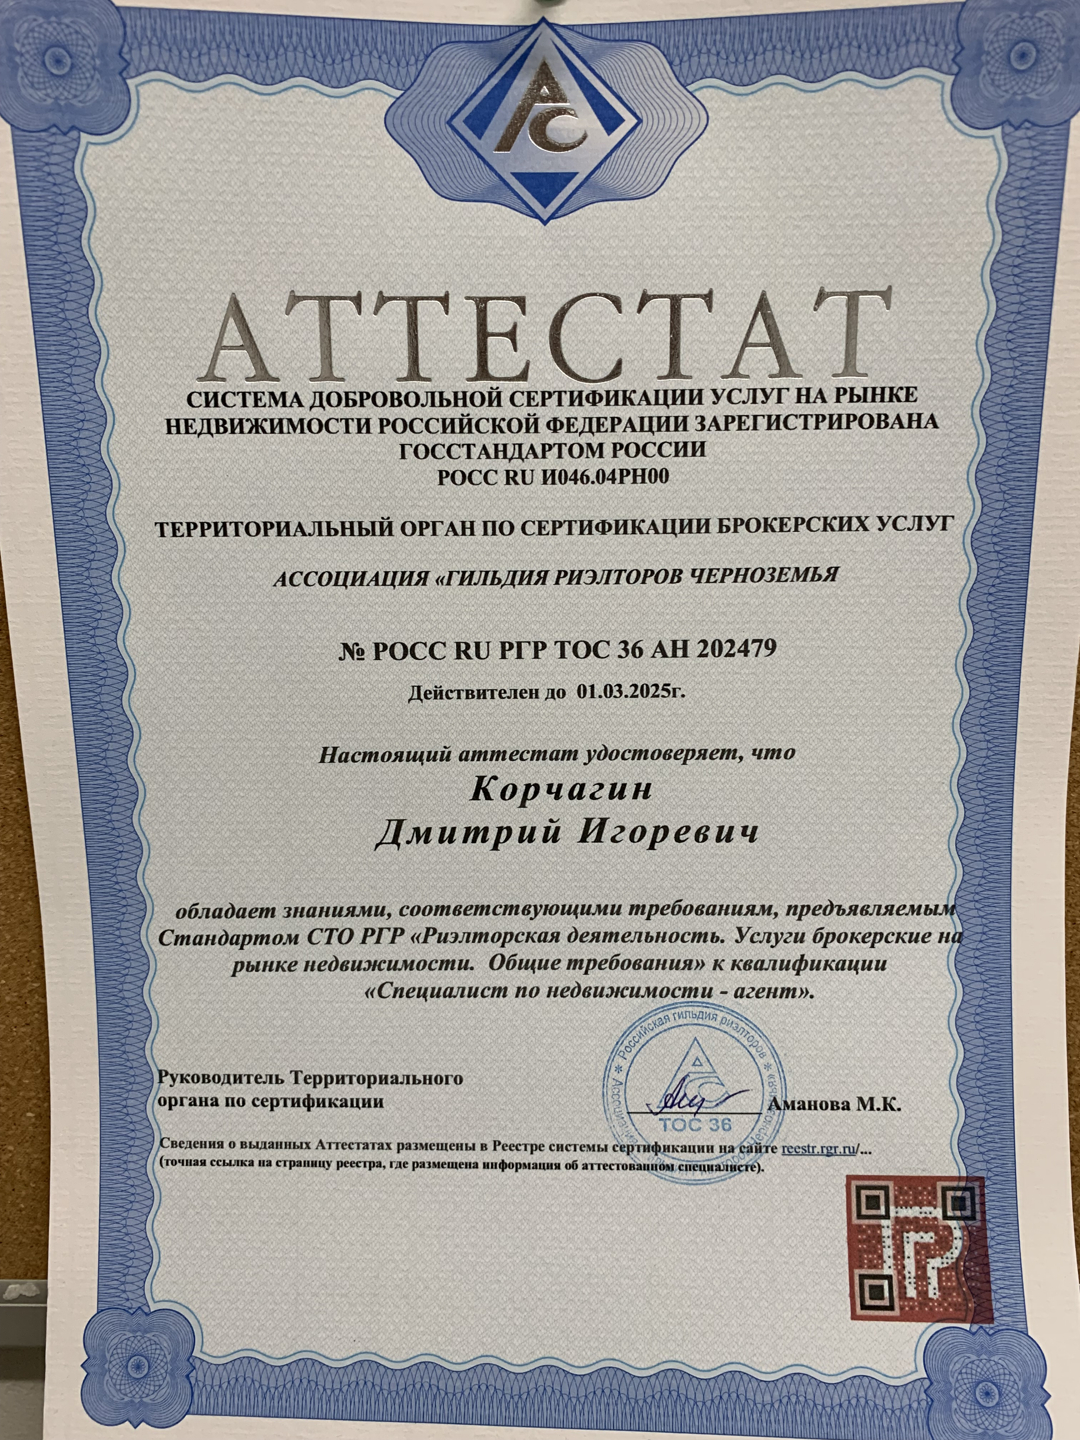 АС
АТТЕСТАТ
СИСТЕМА ДОБРОВОЛЬНОЙ СЕРТИФИКАЦИИ УСЛУГ НА РЫНКЕ
НЕДВИЖИМОСТИ РОССИЙСКОЙ ФЕДЕРАЦИИ ЗАРЕГИСТРИРОВАНА
ГОССТАНДАРТОМ РОССИИ
РОСС RU И046.04РН00
ТЕРРИТОРИАЛЬНЫЙ ОРГАН ПО СЕРТИФИКАЦИИ БРОКЕРСКИХ УСЛУГ
АССОЦИАЦИЯ «ГИЛЬДИЯ РИЭЛТОРОВ ЧЕРНОЗЕМЬЯ
№ РОСС RU РГР ТОС 36 АН 202479
Действителен до 01.03.2025г.
Настоящий аттестат удостоверяет, что
Корчагин
Дмитрий Игоревич
обладает знаниями, соответствующими требованиям, предъявляемым
Стандартом СТО РГР «Риэлторская деятельность. Услуги брокерские на
рынке недвижимости. Общие требования» к квалификации
«Специалист по недвижимости - агент».
Российская гильдия риэлторов
Руководитель Территориального
органа по сертификации
Аманова М.К.
ТОС 36
Сведения о выданных Аттестатах размещены в Реестре системы сертификации на сайте reestr.rgr.ru/...
(точная ссылка на страницу реестра, где размещена информация об аттестованном специалисте).